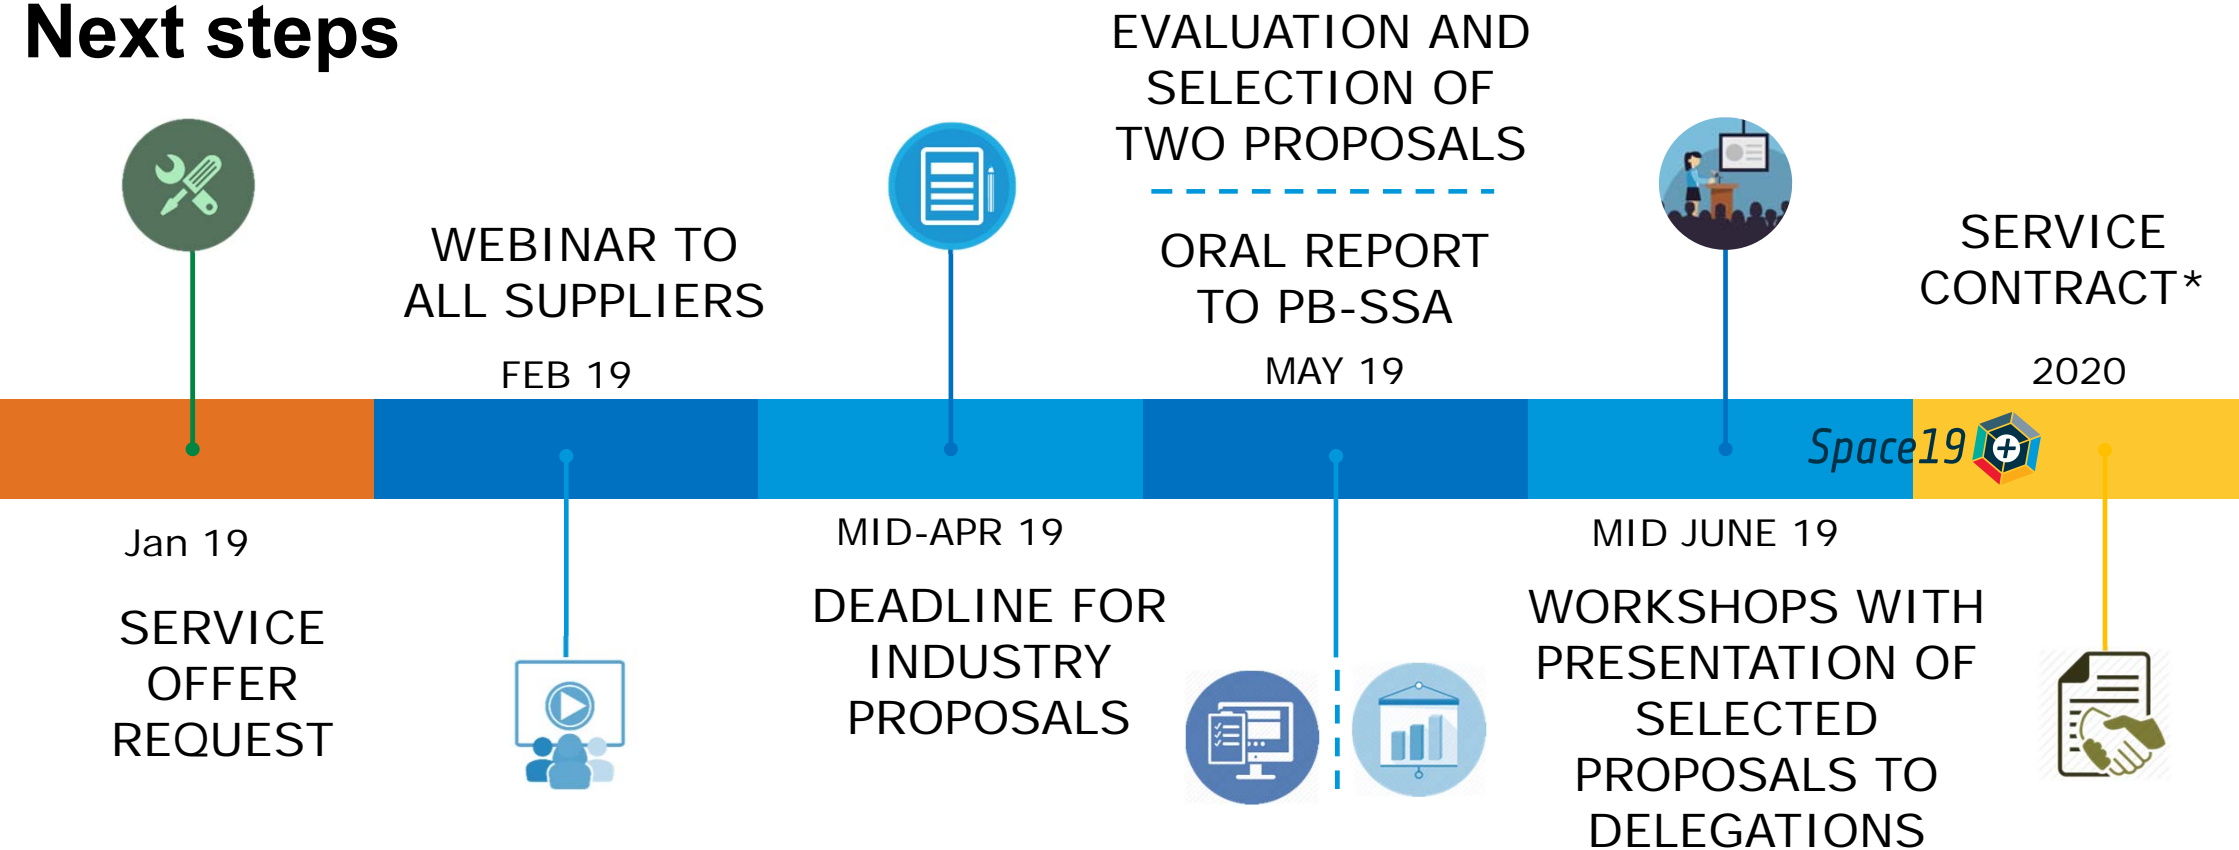 Next steps
Jan 19
SERVICE
OFFER
REQUEST
WEBINAR TO
ALL SUPPLIERS
FEB 19
MID-APR 19
DEADLINE FOR
INDUSTRY
PROPOSALS
EVALUATION AND
SELECTION OF
TWO PROPOSALS
ORAL REPORT
TO PB-SSA
MAY 19
MID JUNE 19
WORKSHOPS WITH
PRESENTATION OF
SELECTED
PROPOSALS TO
DELEGATIONS
Space19+
SERVICE
CONTRACT*
2020